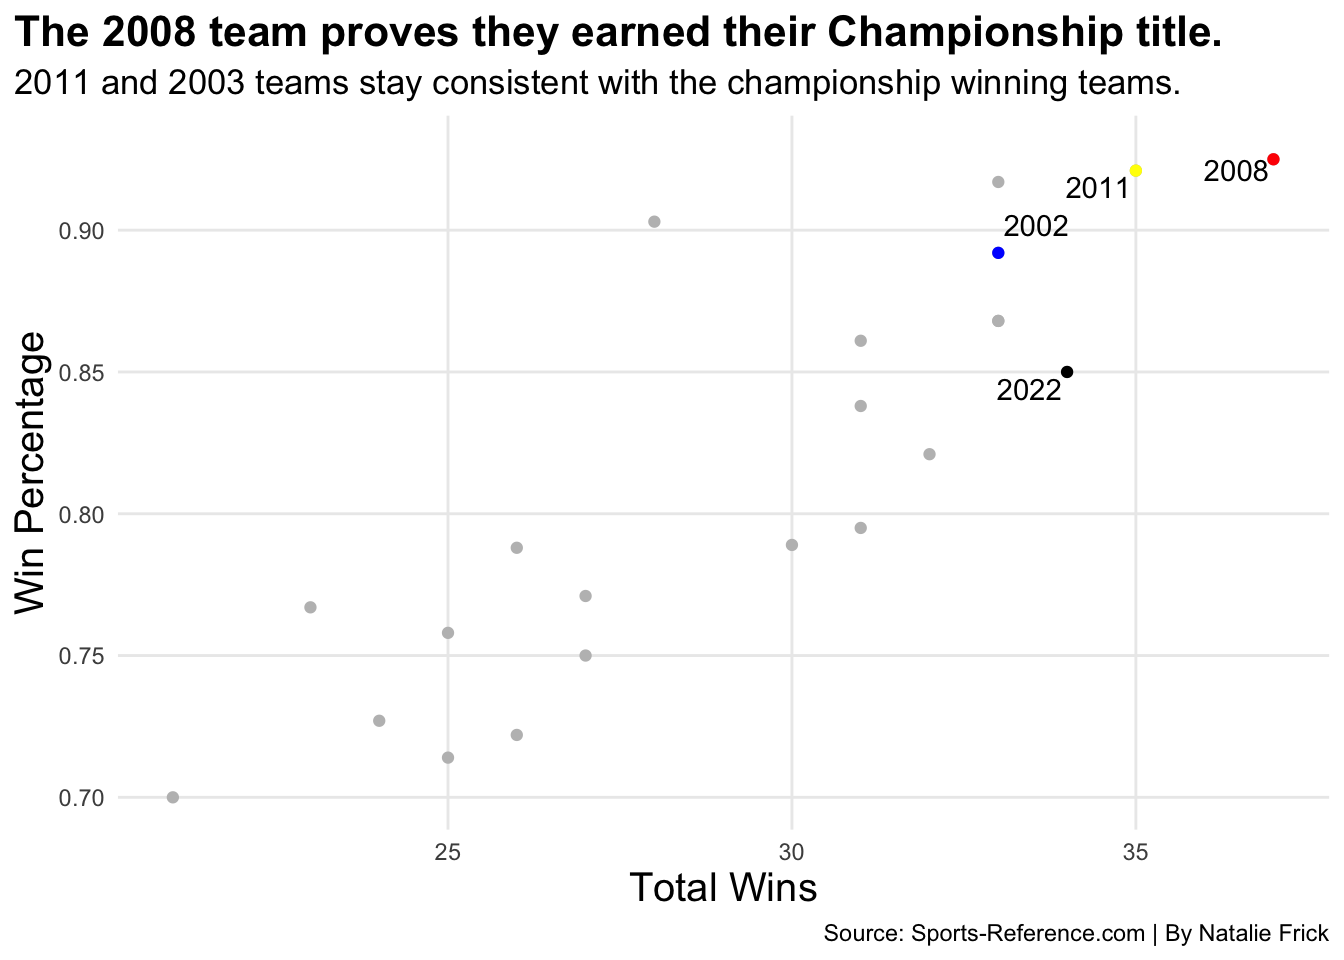 The 2008 team proves they earned their Championship title.
2011 and 2003 teams stay consistent with the championship winning teams.
2008
2011
2002
2022
0.90
0.85
0.80
0.75
0.70
Win Percentage
25 30 35
Total Wins
Source: Sports-Reference.com | By Natalie Frick